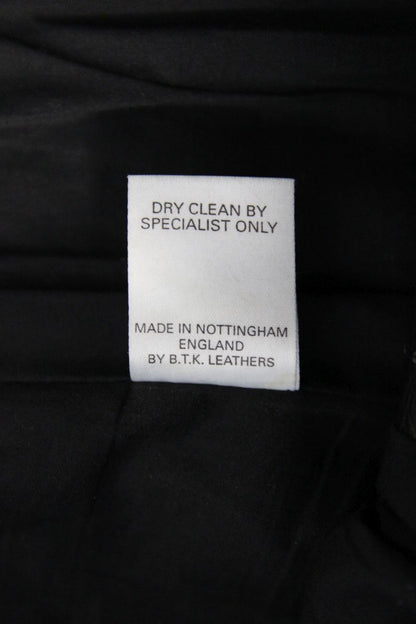 DRY CLEAN BY
SPECIALIST ONLY
MADE IN NOTTINGHAM
ENGLAND
BY B.T.K. LEATHERS